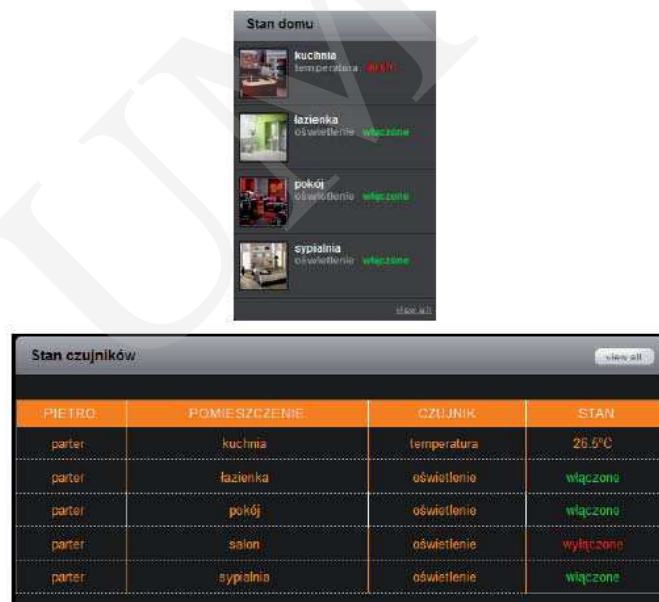 Stan domu
kuchnia
temperatura
łazienka
oświetlenie włączone
pokój
oświetlenie włączone
sypialnia
oświetlenie włączone
view all
Stan czujników view all
PIETRO POMIESZCZENIE CZUJNIK STAN
parter kuchnia temperatura 26.5°C
parter łazienka oświetlenie włączone
parter pokój oświetlenie włączone
parter salon oświetlenie wyłączone
parter sypialnia oświetlenie włączone